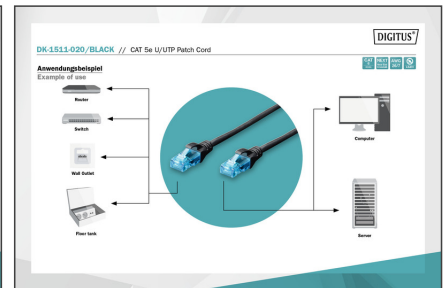 DIGITUS®
DK-1511-020/BLACK // CAT 5e U/UTP Patch Cord
Anwendungsbeispiel
Example of use
Router
Switch
Wall Outlet
Floor tank
Computer
Server